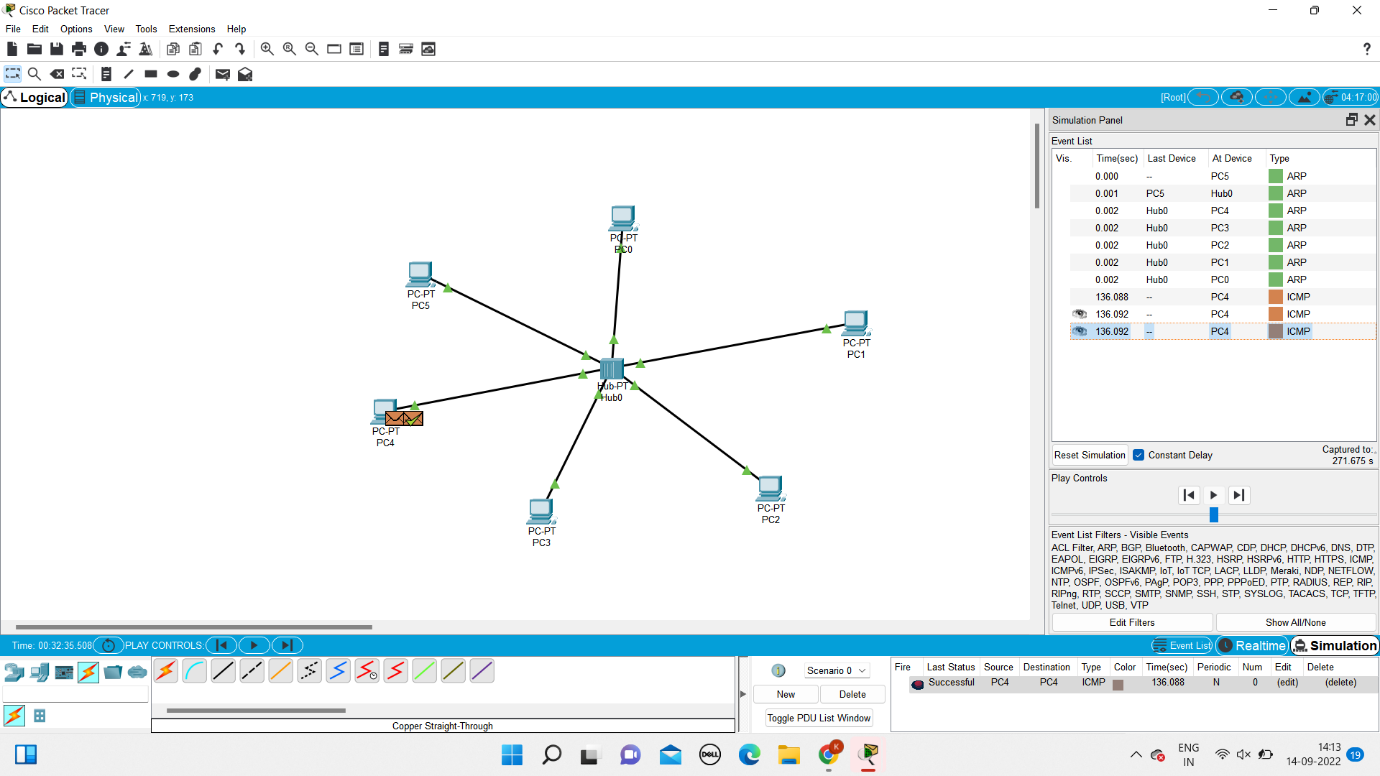 Cisco Packet Tracer
File Edit Options View Tools Extensions Help
?
Logical Physical x: 719, y: 173 [Root] 04:17:00
Simulation Panel
Event List
Vis. Time(sec) Last Device At Device Type
0.000 -- PC5 ARP
0.001 PC5 Hub0 ARP
0.002 Hub0 PC4 ARP
0.002 Hub0 PC3 ARP
0.002 Hub0 PC2 ARP
0.002 Hub0 PC1 ARP
0.002 Hub0 PC0 ARP
136.088 -- PC4 ICMP
136.092 -- PC4 ICMP
136.092 -- PC4 ICMP
PC-PT
PC0
PC-PT
PC5
PC-PT
PC1
Hub-PT
Hub0
PC-PT
PC4
PC-PT
PC2
PC-PT
PC3
Reset Simulation Constant Delay Captured to:
271.675 s
Play Controls
Event List Filters - Visible Events
ACL Filter, ARP, BGP, Bluetooth, CAPWAP, CDP, DHCP, DHCPv6, DNS, DTP,
EAPOL, EIGRP, EIGRPv6, FTP, H.323, HSRP, HSRPv6, HTTP, HTTPS, ICMP,
ICMPv6, IPSec, ISAKMP, IoT, IoT TCP, LACP, LLDP, Meraki, NDP, NETFLOW,
NTP, OSPF, OSPFv6, PAgP, POP3, PPP, PPPoED, PTP, RADIUS, REP, RIP,
RIPng, RTP, SCCP, SMTP, SNMP, SSH, STP, SYSLOG, TACACS, TCP, TFTP,
Telnet, UDP, USB, VTP
Edit Filters Show All/None
Time: 00:32:35.508 PLAY CONTROLS: Event List Realtime Simulation
Scenario 0
New Delete
Toggle PDU List Window
Fire Last Status Source Destination Type Color Time(sec) Periodic Num Edit Delete
Successful PC4 PC4 ICMP 136.088 N 0 (edit) (delete)
Copper Straight-Through
DELL
K
ENG
IN
14:13
14-09-2022
19